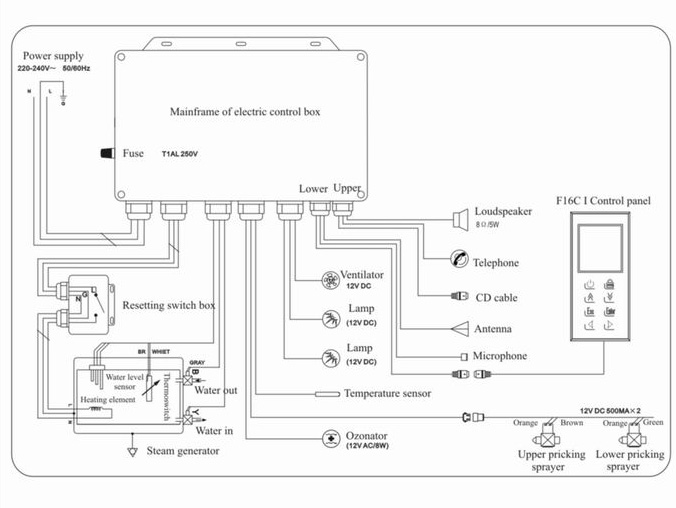 Power supply
220-240V～ 50/60Hz
N
L
G
Mainframe of electric control box
Fuse
T1AL 250V
Lower
Upper
Loudspeaker
8Ω/5W
F16C I Control panel
Telephone
Ventilator
12V DC
Resetting switch box
L
G
N
CD cable
Lamp
(12V DC)
Antenna
Lamp
(12V DC)
Microphone
BR
WHIET
GRAY
B
Water level
sensor
Heating element
Thermoswitch
Water out
Temperature sensor
L
N
Y
Water in
12V DC 500MA×2
Orange
Brown
Orange
Green
Ozonator
(12V AC/8W)
Steam generator
Upper pricking
sprayer
Lower pricking
sprayer